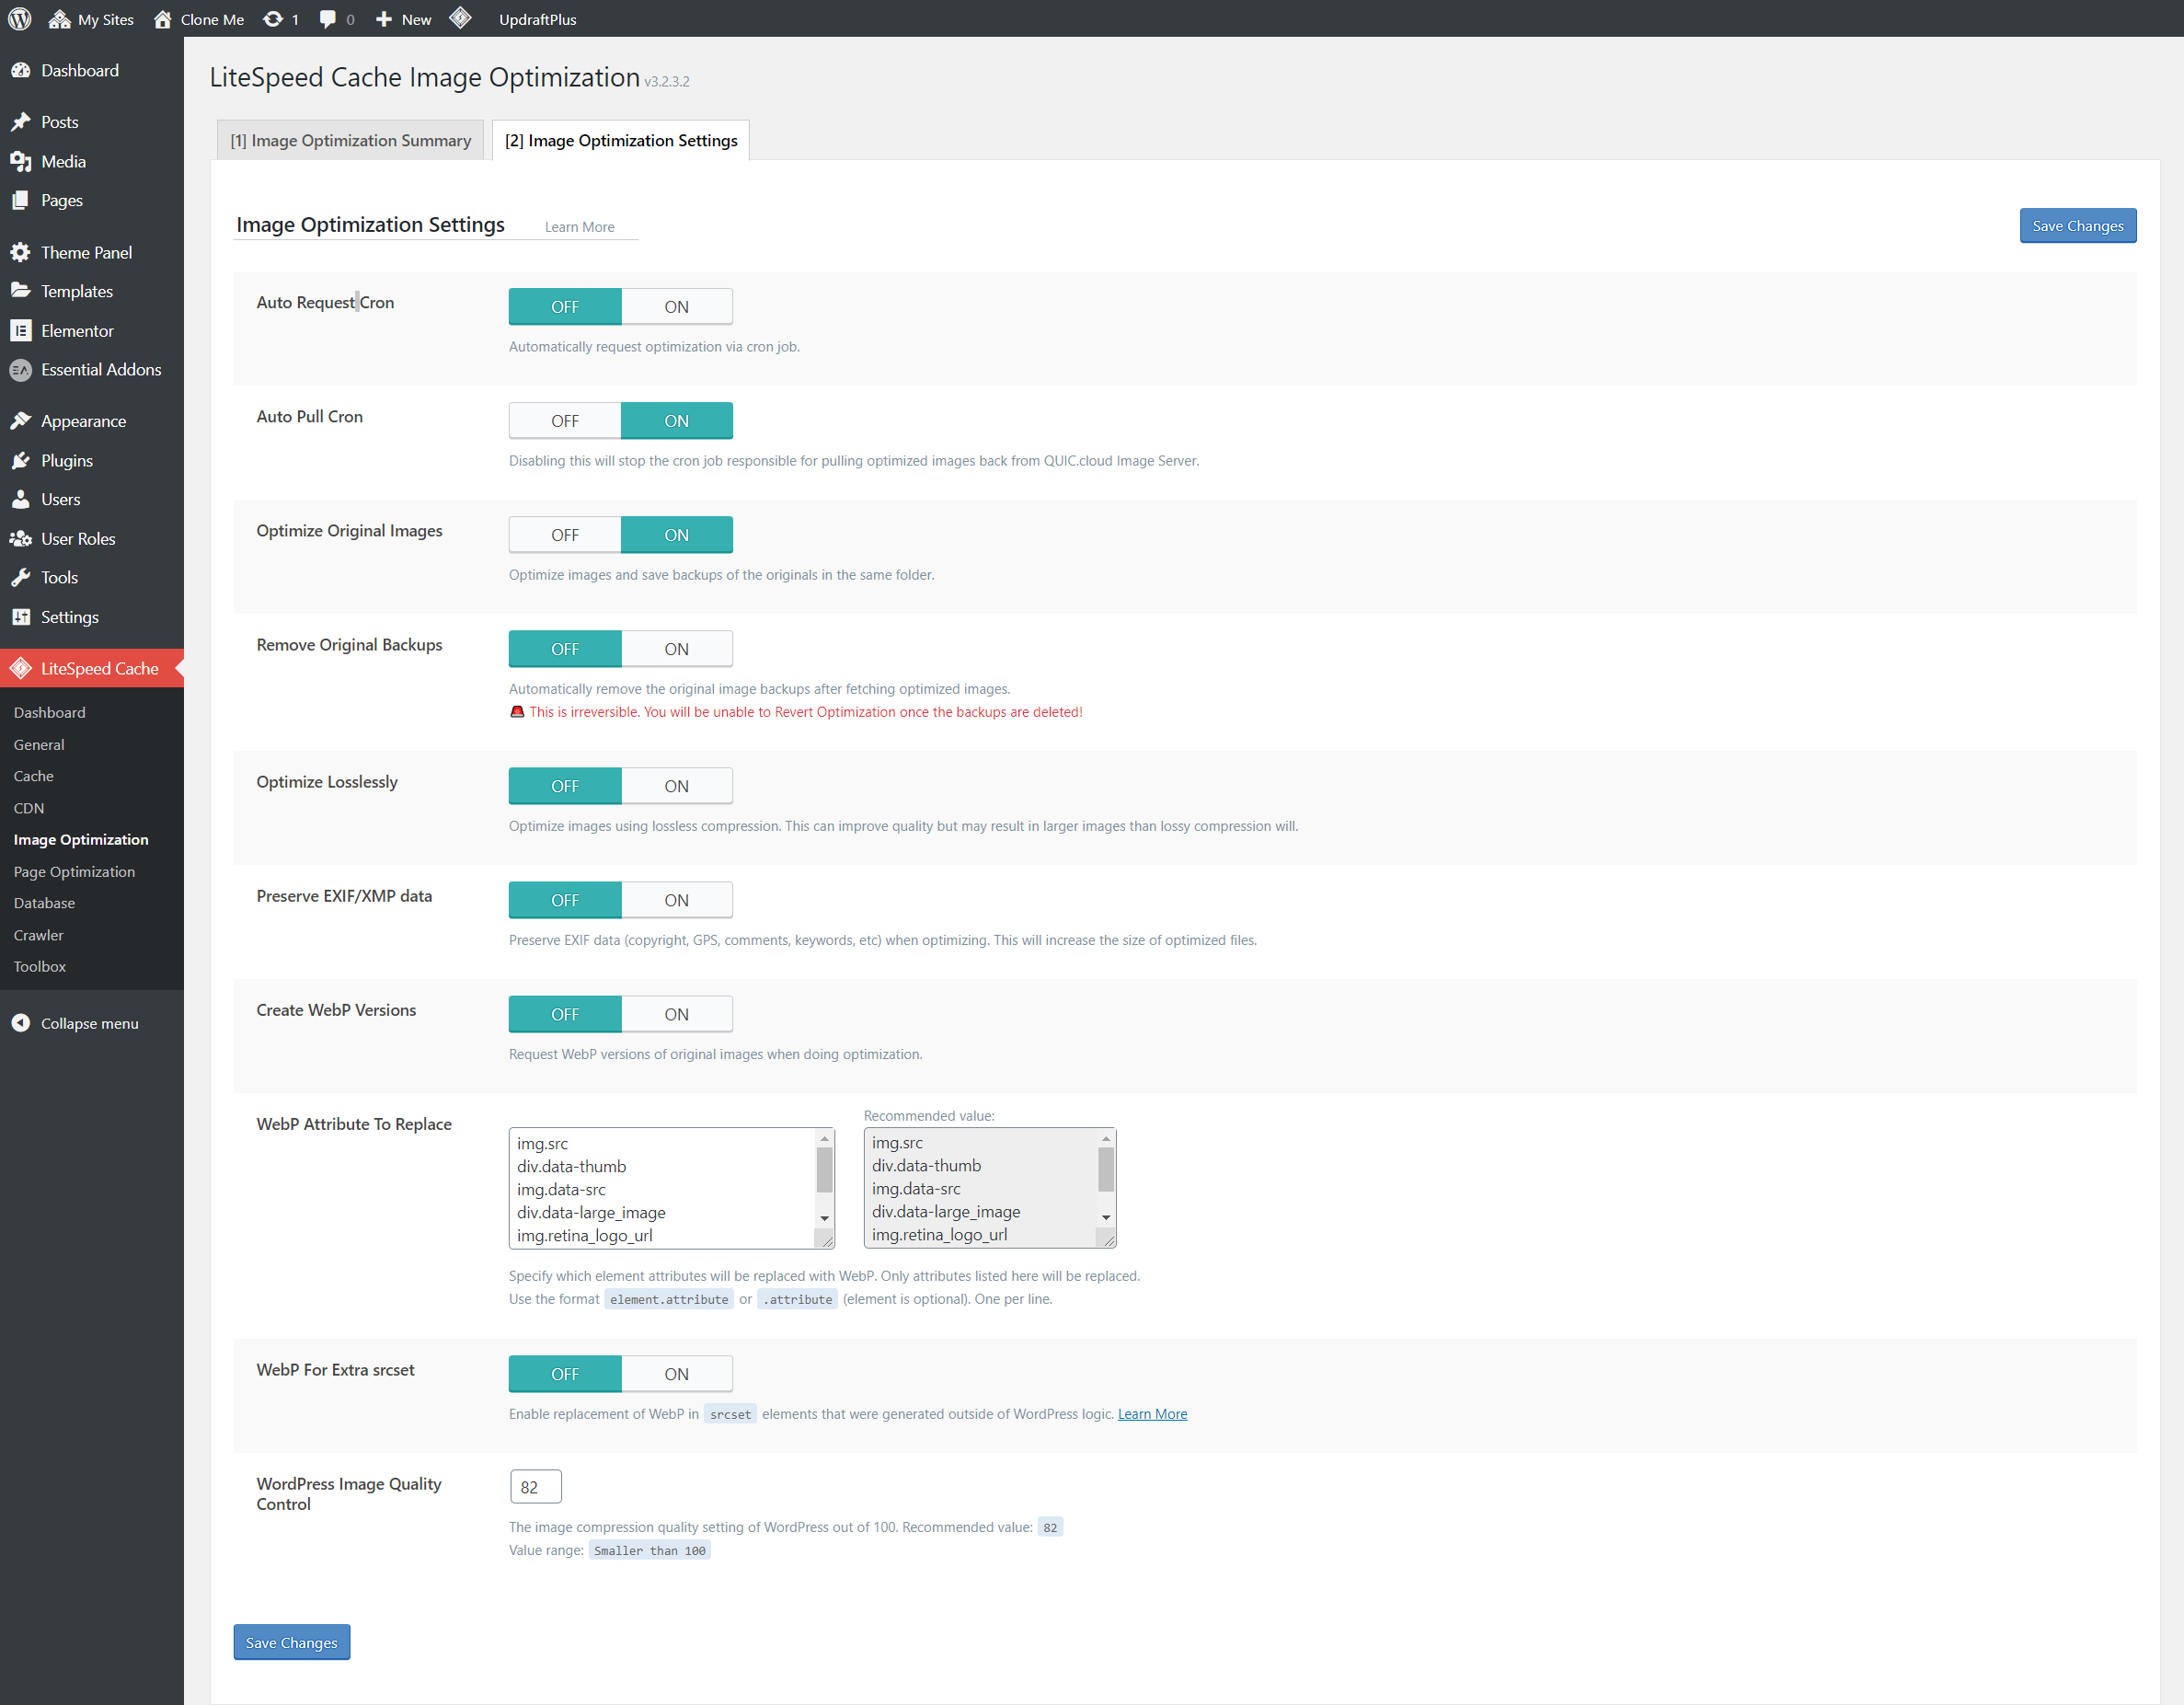 My Sites Clone Me 1 0 New UpdraftPlus
Dashboard
Posts
Media
Pages
Theme Panel
Templates
Elementor
EA Essential Addons
Appearance
Plugins
Users
User Roles
Tools
Settings
LiteSpeed Cache
Dashboard
General
Cache
CDN
Image Optimization
Page Optimization
Database
Crawler
Toolbox
Collapse menu
LiteSpeed Cache Image Optimization v3.2.3.2
[1] Image Optimization Summary [2] Image Optimization Settings
Image Optimization Settings Learn More Save Changes
Auto Request Cron OFF ON
Automatically request optimization via cron job.
Auto Pull Cron OFF ON
Disabling this will stop the cron job responsible for pulling optimized images back from QUIC.cloud Image Server.
Optimize Original Images OFF ON
Optimize images and save backups of the originals in the same folder.
Remove Original Backups OFF ON
Automatically remove the original image backups after fetching optimized images.
🚨 This is irreversible. You will be unable to Revert Optimization once the backups are deleted!
Optimize Losslessly OFF ON
Optimize images using lossless compression. This can improve quality but may result in larger images than lossy compression will.
Preserve EXIF/XMP data OFF ON
Preserve EXIF data (copyright, GPS, comments, keywords, etc) when optimizing. This will increase the size of optimized files.
Create WebP Versions OFF ON
Request WebP versions of original images when doing optimization.
WebP Attribute To Replace
img.src
div.data-thumb
img.data-src
div.data-large_image
img.retina_logo_url
Recommended value:
img.src
div.data-thumb
img.data-src
div.data-large_image
img.retina_logo_url
Specify which element attributes will be replaced with WebP. Only attributes listed here will be replaced.
Use the format element.attribute or .attribute (element is optional). One per line.
WebP For Extra srcset OFF ON
Enable replacement of WebP in srcset elements that were generated outside of WordPress logic. Learn More
WordPress Image Quality
Control
82
The image compression quality setting of WordPress out of 100. Recommended value: 82
Value range: Smaller than 100
Save Changes